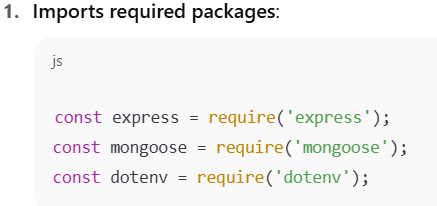 1. Imports required packages:
js
const express = require('express');
const mongoose = require('mongoose');
const dotenv = require('dotenv');